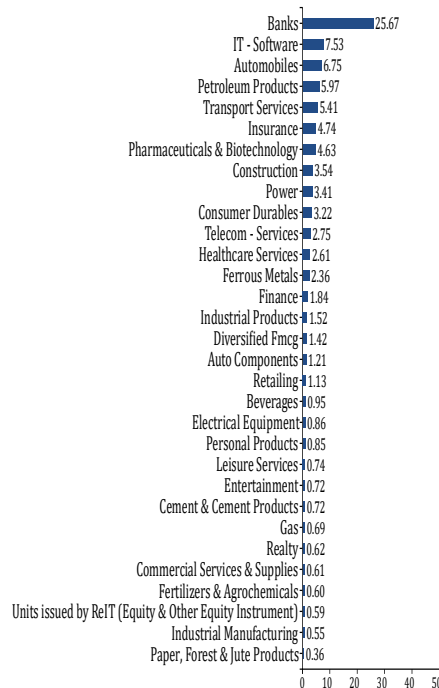 Banks 25.67
IT - Software 7.53
Automobiles 6.75
Petroleum Products 5.97
Transport Services 5.41
Insurance 4.74
Pharmaceuticals & Biotechnology 4.63
Construction 3.54
Power 3.41
Consumer Durables 3.22
Telecom - Services 2.75
Healthcare Services 2.61
Ferrous Metals 2.36
Finance 1.84
Industrial Products 1.52
Diversified Fmcg 1.42
Auto Components 1.21
Retailing 1.13
Beverages 0.95
Electrical Equipment 0.86
Personal Products 0.85
Leisure Services 0.74
Entertainment 0.72
Cement & Cement Products 0.72
Gas 0.69
Realty 0.62
Commercial Services & Supplies 0.61
Fertilizers & Agrochemicals 0.60
Units issued by ReIT (Equity & Other Equity Instrument) 0.59
Industrial Manufacturing 0.55
Paper, Forest & Jute Products 0.36
0 10 20 30 40 50